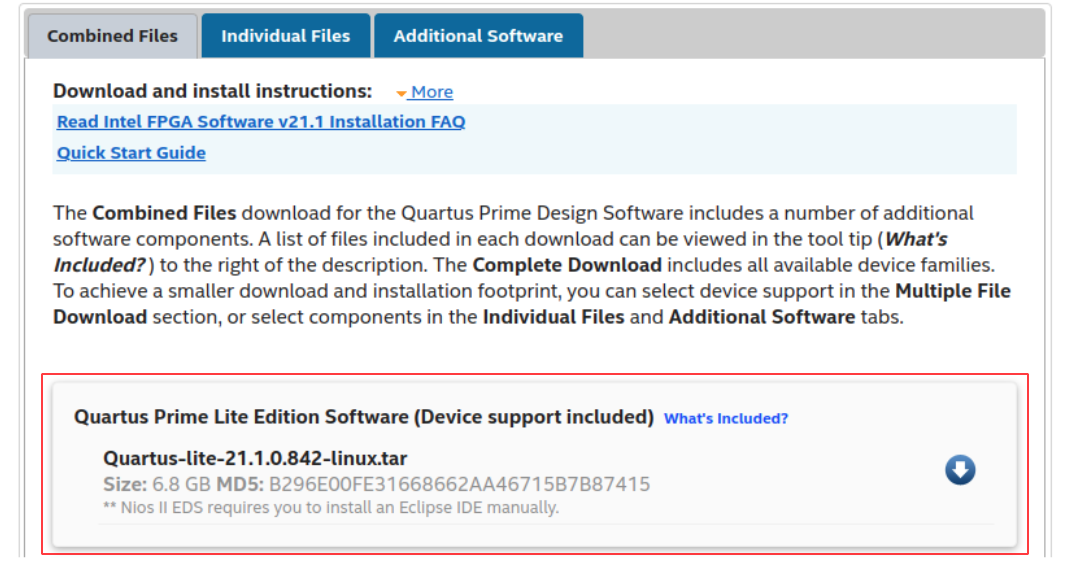 Combined Files
Individual Files
Additional Software
Download and install instructions: More
Read Intel FPGA Software v21.1 Installation FAQ
Quick Start Guide
The Combined Files download for the Quartus Prime Design Software includes a number of additional
software components. A list of files included in each download can be viewed in the tool tip (What's
Included?) to the right of the description. The Complete Download includes all available device families.
To achieve a smaller download and installation footprint, you can select device support in the Multiple File
Download section, or select components in the Individual Files and Additional Software tabs.
Quartus Prime Lite Edition Software (Device support included) What's Included?
Quartus-lite-21.1.0.842-linux.tar
Size: 6.8 GB MD5: B296E00FE31668662AA46715B7B87415
** Nios II EDS requires you to install an Eclipse IDE manually.